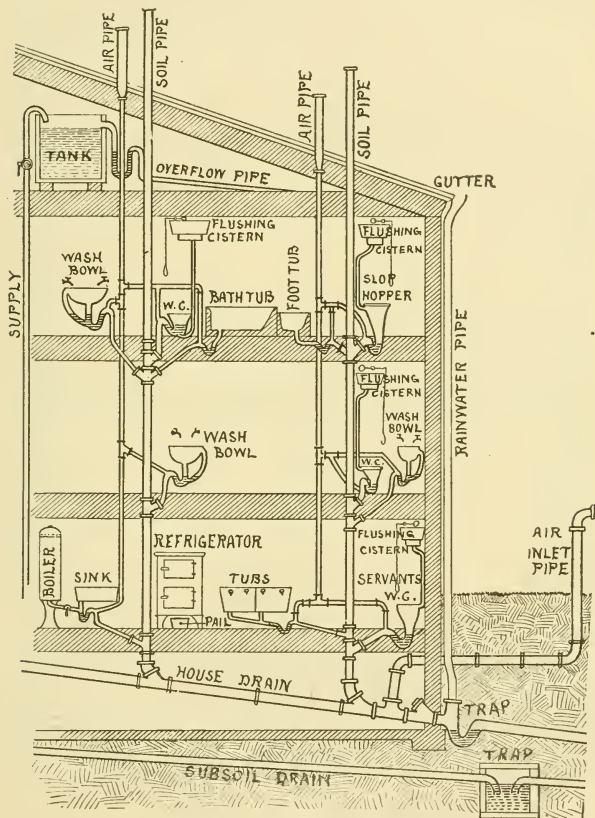 AIR PIPE
SOIL PIPE
AIR PIPE
SOIL PIPE
TANK
OVERFLOW PIPE
GUTTER
FLUSHING
CISTERN
FLUSHING
CISTERN
WASH
BOWL
SUPPLY
W.C.
BATH TUB
FOOT TUB
SLOP
HOPPER
RAINWATER PIPE
FLUSHING
CISTERN
WASH
BOWL
WASH
BOWL
W.C.
BOILER
SINK
REFRIGERATOR
PAIL
TUBS
FLUSHING
CISTERN
SERVANTS
W.C.
AIR
INLET
PIPE
HOUSE DRAIN
TRAP
TRAP
SUBSOIL DRAIN